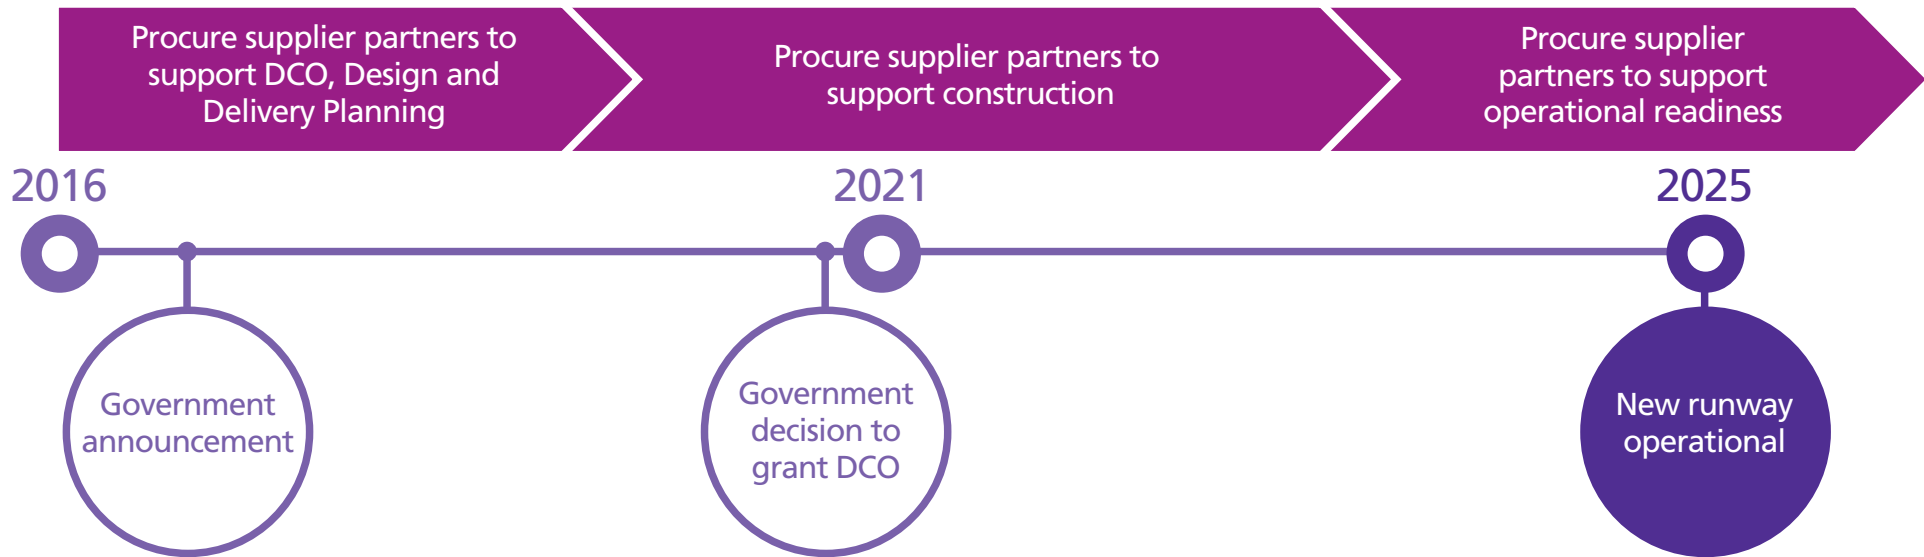 Procure supplier partners to
support DCO, Design and
Delivery Planning
Procure supplier partners to
support construction
Procure supplier
partners to support
operational readiness
2016
2021
2025
Government
announcement
Government
decision to
grant DCO
New runway
operational